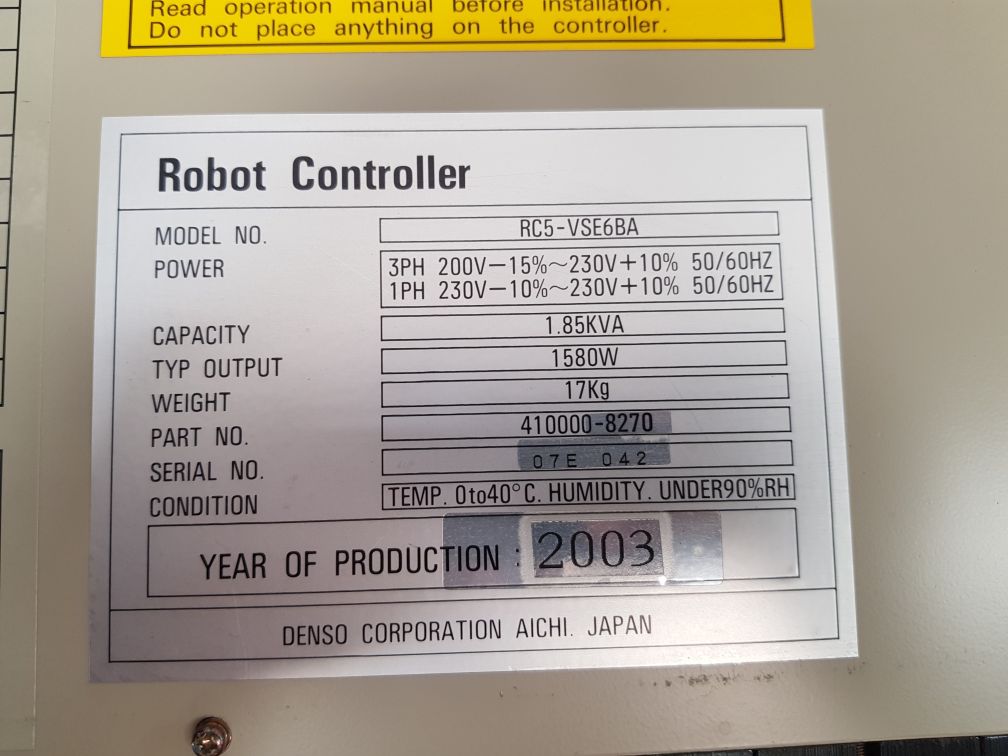 Read operation manual before installation.
Do not place anything on the controller.
Robot Controller
MODEL NO. RC5-VSE6BA
POWER 3PH 200V-15%~230V+10% 50/60HZ
1PH 230V-10%~230V+10% 50/60HZ
CAPACITY 1.85KVA
TYP OUTPUT 1580W
WEIGHT 17Kg
PART NO. 410000-8270
SERIAL NO. 07E 042
CONDITION TEMP. 0to40°C. HUMIDITY. UNDER90%RH
YEAR OF PRODUCTION : 2003
DENSO CORPORATION AICHI. JAPAN